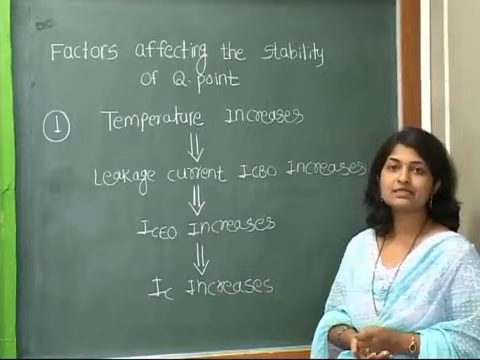 Factors affecting the stability
of Q.point
1 Temperature Increases
Leakage current ICBO Increases
ICEO Increases
Ic Increases